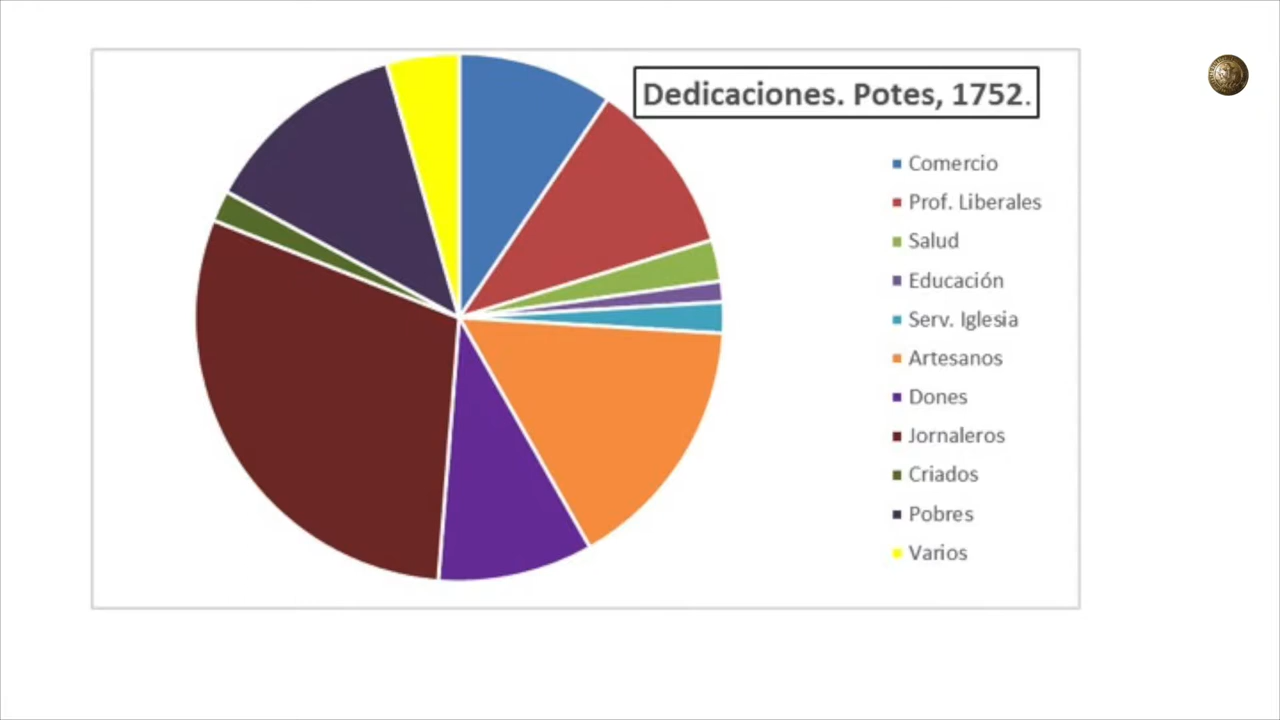 Dedicaciones. Potes, 1752.
Comercio
Prof. Liberales
Salud
Educación
Serv. Iglesia
Artesanos
Dones
Jornaleros
Criados
Pobres
Varios